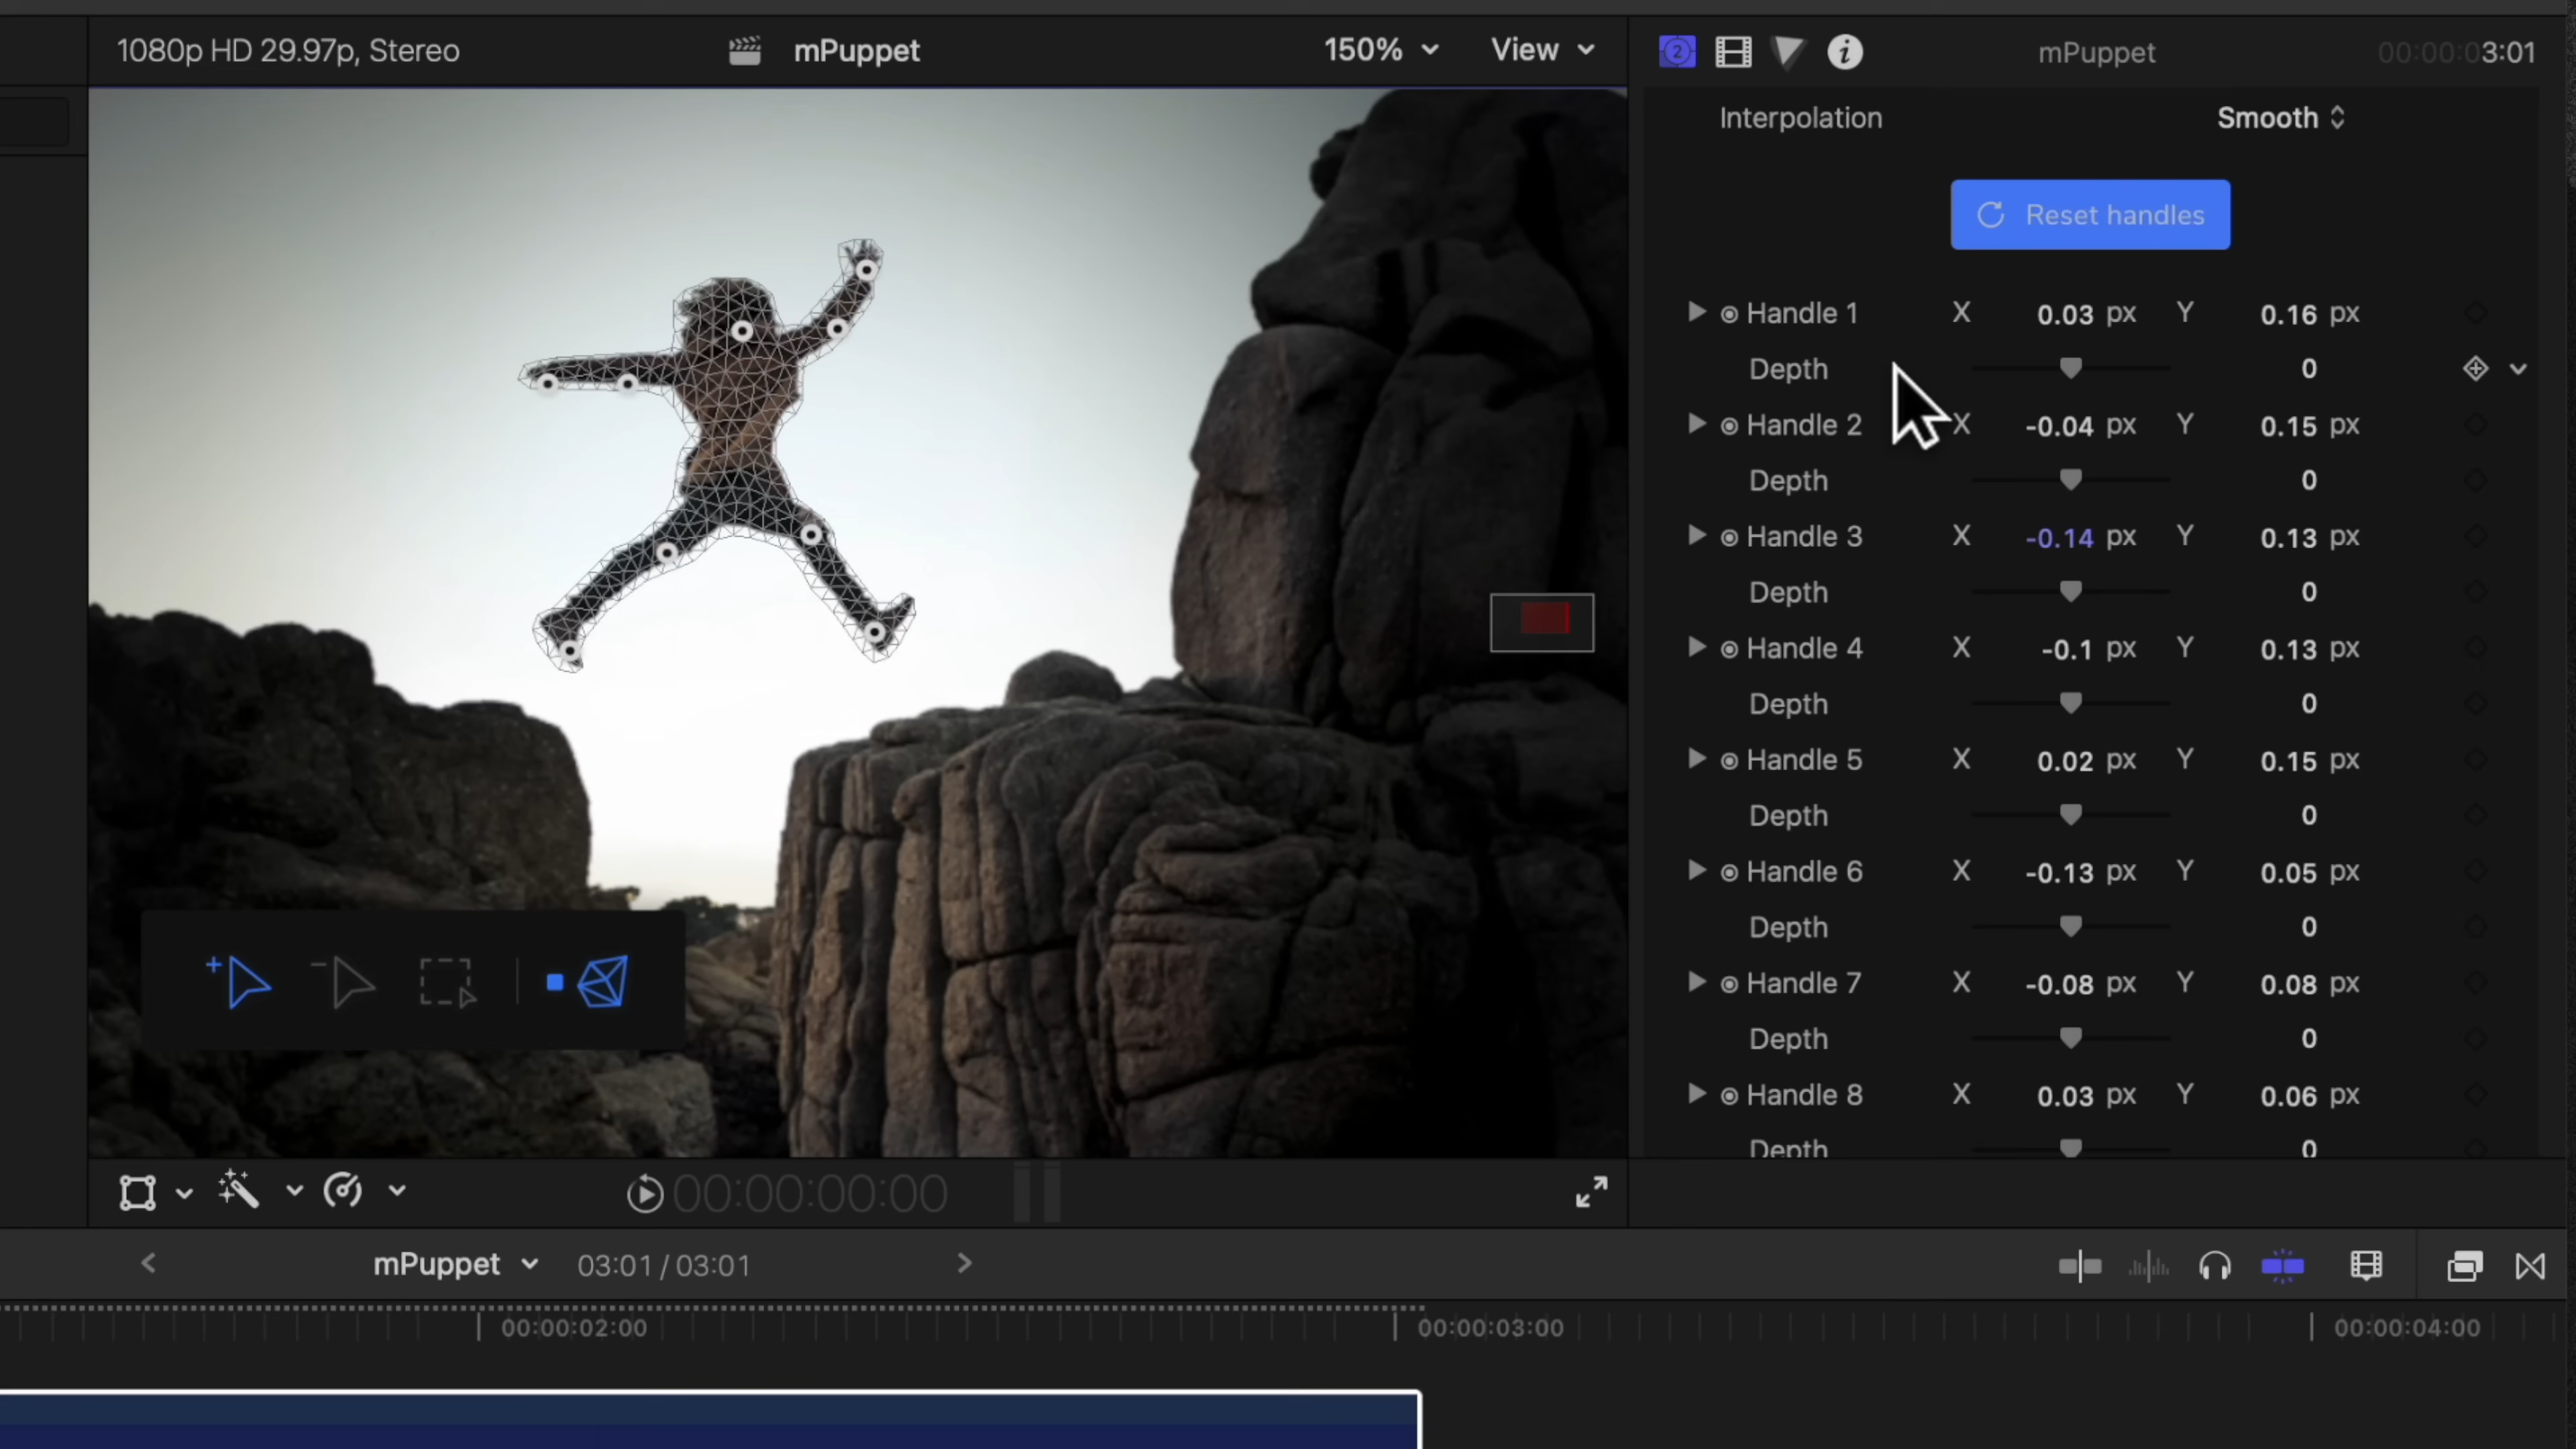 1080p HD 29.97p, Stereo
mPuppet
150%
View
mPuppet
00:00:03:01
Interpolation
Smooth
Reset handles
Handle 1 X 0.03 px Y 0.16 px
Depth 0
Handle 2 X -0.04 px Y 0.15 px
Depth 0
Handle 3 X -0.14 px Y 0.13 px
Depth 0
Handle 4 X -0.1 px Y 0.13 px
Depth 0
Handle 5 X 0.02 px Y 0.15 px
Depth 0
Handle 6 X -0.13 px Y 0.05 px
Depth 0
Handle 7 X -0.08 px Y 0.08 px
Depth 0
Handle 8 X 0.03 px Y 0.06 px
Depth 0
00:00:00:00
mPuppet
03:01 / 03:01
00:00:02:00
00:00:03:00
00:00:04:00